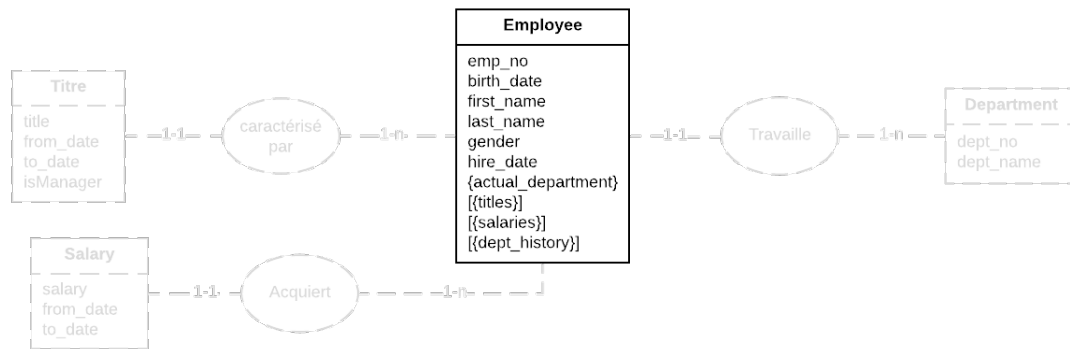 Employee
emp_no
birth_date
first_name
last_name
gender
hire_date
{actual_department}
[{titles}]
[{salaries}]
[{dept_history}]
Titre
title
from_date
to_date
isManager
1-1
caractérisé
par
1-n
1-1
Travaille
1-n
Department
dept_no
dept_name
Salary
salary
from_date
to_date
1-1
Acquiert
1-n